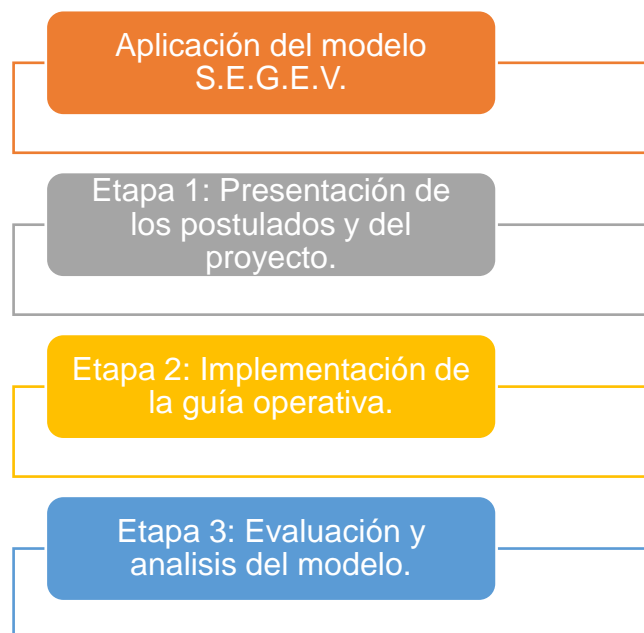 Aplicación del modelo
S.E.G.E.V.
Etapa 1: Presentación de
los postulados y del
proyecto.
Etapa 2: Implementación de
la guía operativa.
Etapa 3: Evaluación y
analisis del modelo.